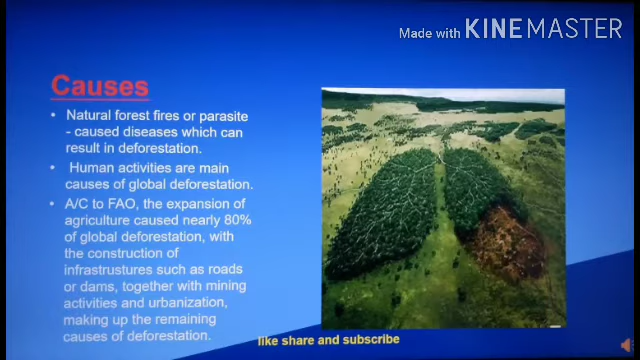 Made with KINEMASTER
Causes
• Natural forest fires or parasite
- caused diseases which can
result in deforestation.
• Human activities are main
causes of global deforestation.
• A/C to FAO, the expansion of
agriculture caused nearly 80%
of global deforestation, with
the construction of
infrastrustures such as roads
or dams, together with mining
activities and urbanization,
making up the remaining
causes of deforestation.
like share and subscribe